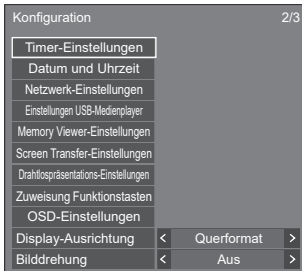 Konfiguration 2/3
Timer-Einstellungen
Datum und Uhrzeit
Netzwerk-Einstellungen
Einstellungen USB-Medienplayer
Memory Viewer-Einstellungen
Screen Transfer-Einstellungen
Drahtlospräsentations-Einstellungen
Zuweisung Funktionstasten
OSD-Einstellungen
Display-Ausrichtung < Querformat >
Bilddrehung < Aus >